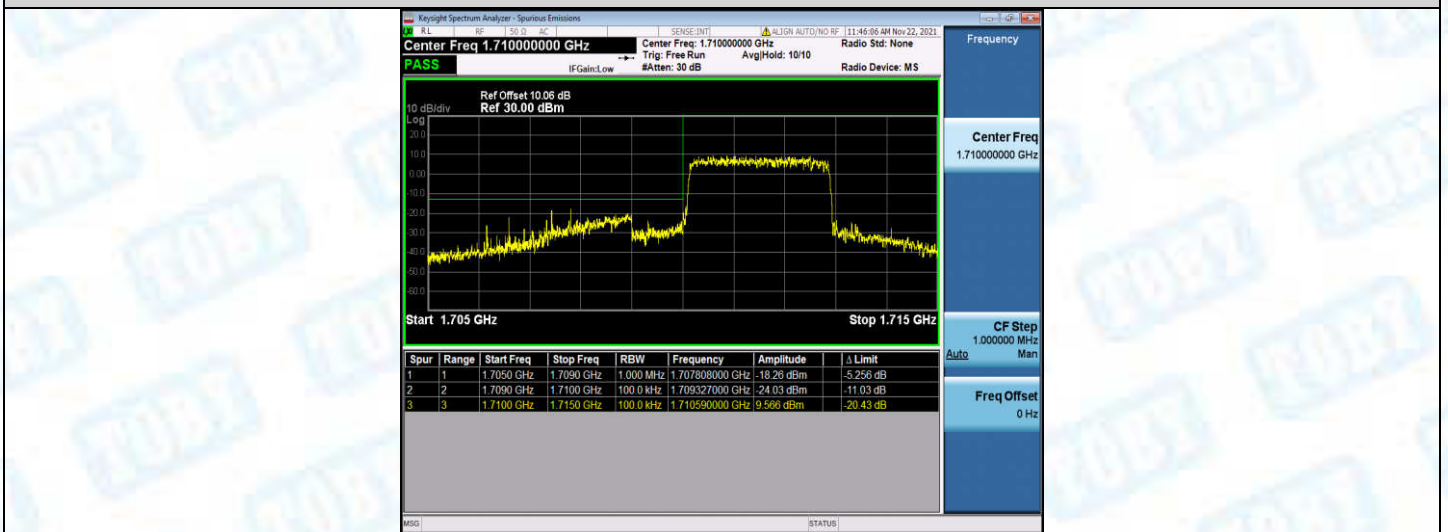 Keysight Spectrum Analyzer - Spurious Emissions
RL RF 50 Ω AC SENSE:INT ALIGN AUTO/NO RF 11:46:06 AM Nov 22, 2021
Center Freq 1.710000000 GHz Center Freq: 1.710000000 GHz Radio Std: None
Trig: Free Run Avg|Hold: 10/10
PASS IFGain:Low #Atten: 30 dB Radio Device: MS
Frequency
Ref Offset 10.06 dB
10 dB/div Ref 30.00 dBm
Log
20.0
10.0
0.00
-10.0
-20.0
-30.0
-40.0
-50.0
-60.0
Start 1.705 GHz Stop 1.715 GHz
Center Freq
1.710000000 GHz
CF Step
1.000000 MHz
Auto Man
Freq Offset
0 Hz
Spur Range Start Freq Stop Freq RBW Frequency Amplitude Δ Limit
1 1 1.7050 GHz 1.7090 GHz 1.000 MHz 1.707808000 GHz -18.26 dBm -5.256 dB
2 2 1.7090 GHz 1.7100 GHz 100.0 kHz 1.709327000 GHz -24.03 dBm -11.03 dB
3 3 1.7100 GHz 1.7150 GHz 100.0 kHz 1.710590000 GHz 9.566 dBm -20.43 dB
MSG STATUS